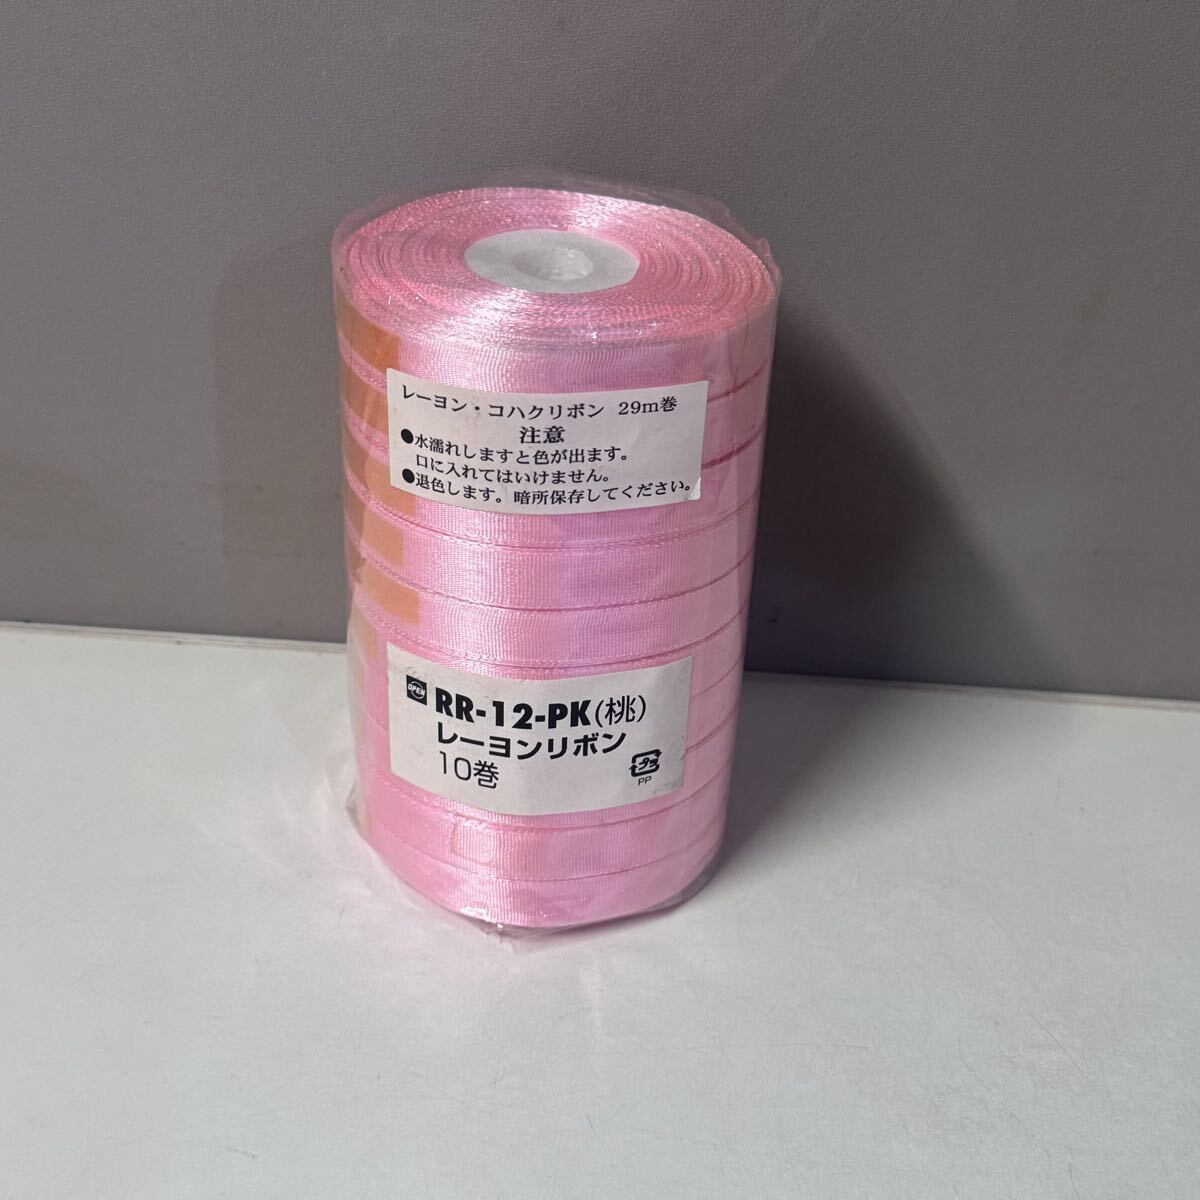 レーヨン・コハクリボン 29m巻
注意
●水濡れしますと色が出ます。
口に入れてはいけません。
●退色します。暗所保存してください。
OPEN RR-12-PK(桃)
レーヨンリボン
10巻
プラ
PP